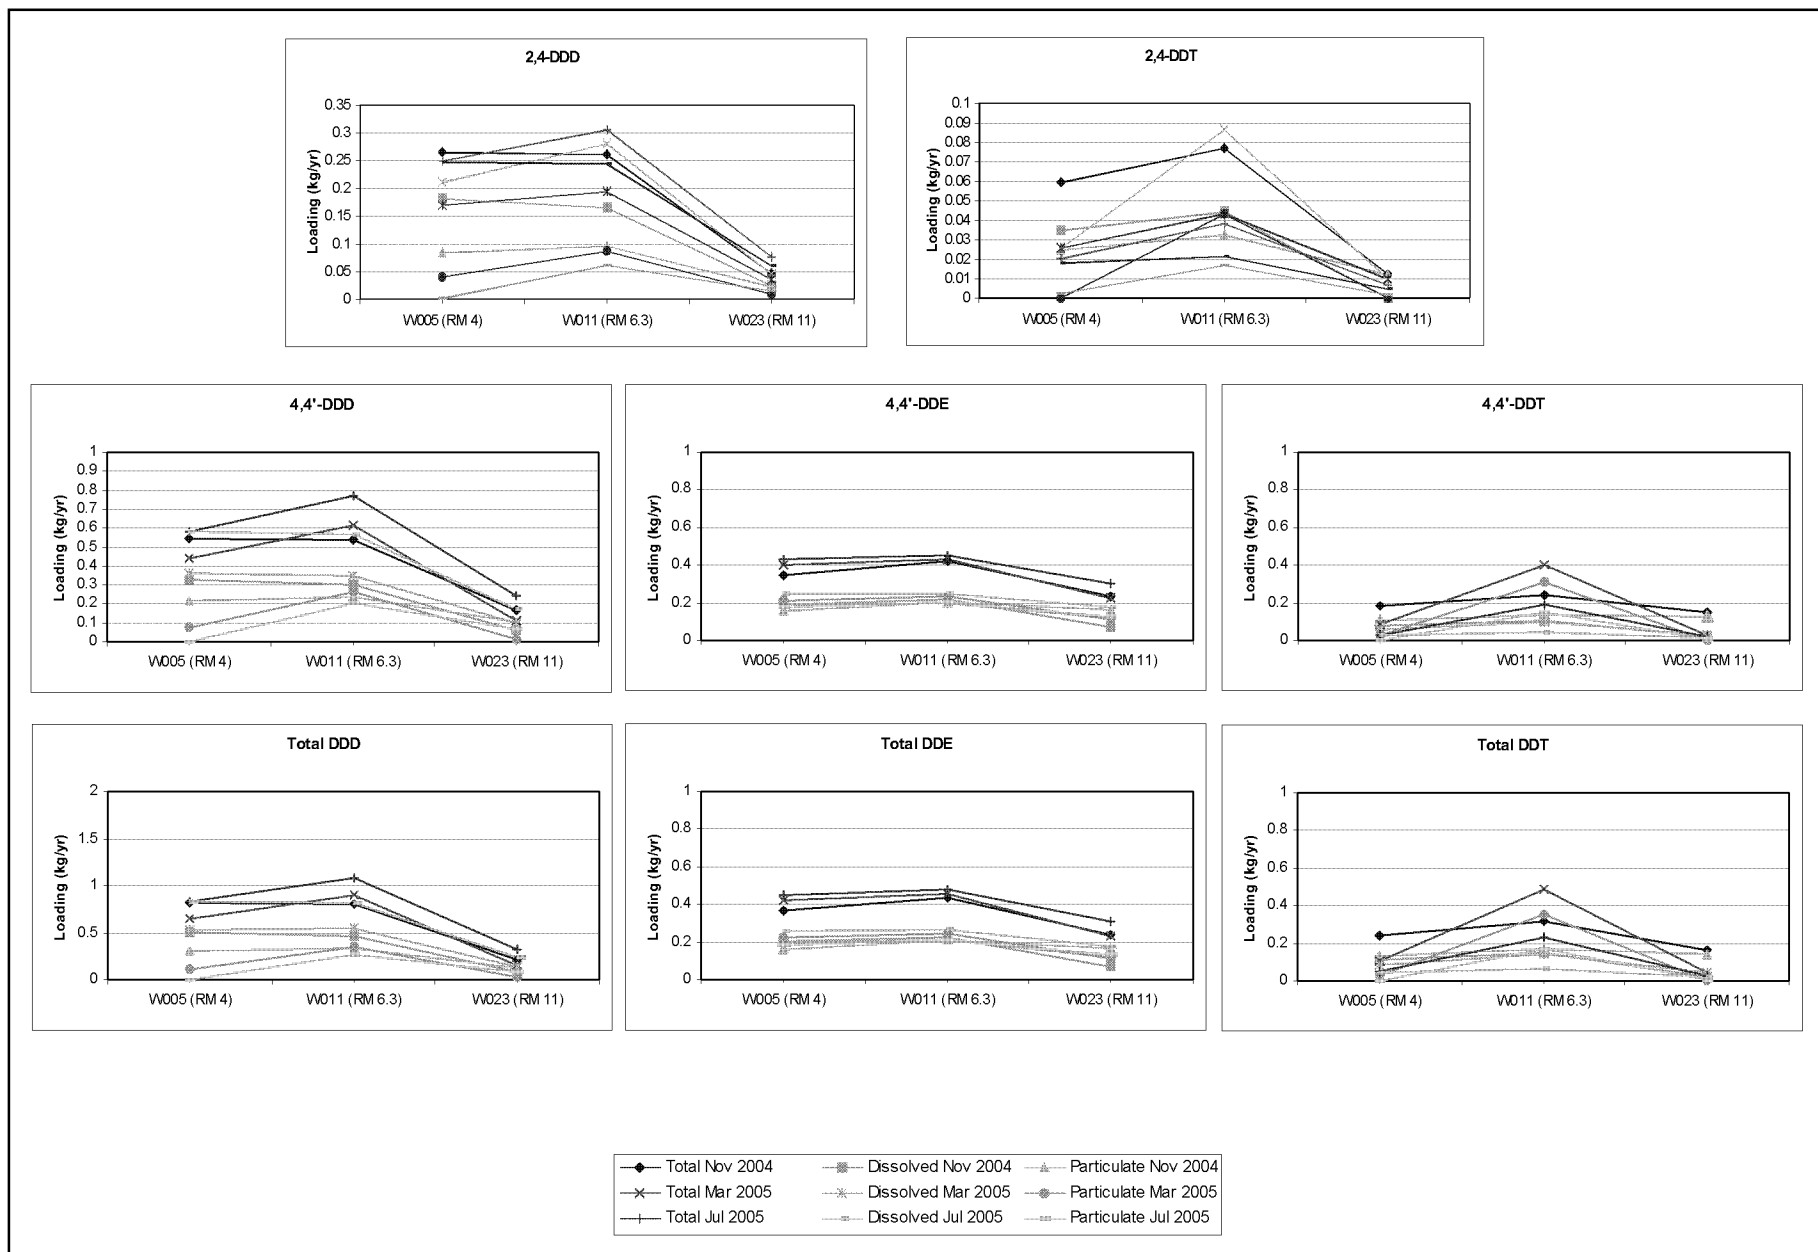 2,4-DDD
Loading (kg/yr)
0.35
0.3
0.25
0.2
0.15
0.1
0.05
0
W005 (RM 4)
W011 (RM 6.3)
W023 (RM 11)
2,4-DDT
Loading (kg/yr)
0.1
0.09
0.08
0.07
0.06
0.05
0.04
0.03
0.02
0.01
0
W005 (RM 4)
W011 (RM 6.3)
W023 (RM 11)
4,4'-DDD
Loading (kg/yr)
1
0.9
0.8
0.7
0.6
0.5
0.4
0.3
0.2
0.1
0
W005 (RM 4)
W011 (RM 6.3)
W023 (RM 11)
4,4'-DDE
Loading (kg/yr)
1
0.8
0.6
0.4
0.2
0
W005 (RM 4)
W011 (RM 6.3)
W023 (RM 11)
4,4'-DDT
Loading (kg/yr)
1
0.8
0.6
0.4
0.2
0
W005 (RM 4)
W011 (RM 6.3)
W023 (RM 11)
Total DDD
Loading (kg/yr)
2
1.5
1
0.5
0
W005 (RM 4)
W011 (RM 6.3)
W023 (RM 11)
Total DDE
Loading (kg/yr)
1
0.8
0.6
0.4
0.2
0
W005 (RM 4)
W011 (RM 6.3)
W023 (RM 11)
Total DDT
Loading (kg/yr)
1
0.8
0.6
0.4
0.2
0
W005 (RM 4)
W011 (RM 6.3)
W023 (RM 11)
Total Nov 2004
Dissolved Nov 2004
Particulate Nov 2004
Total Mar 2005
Dissolved Mar 2005
Particulate Mar 2005
Total Jul 2005
Dissolved Jul 2005
Particulate Jul 2005